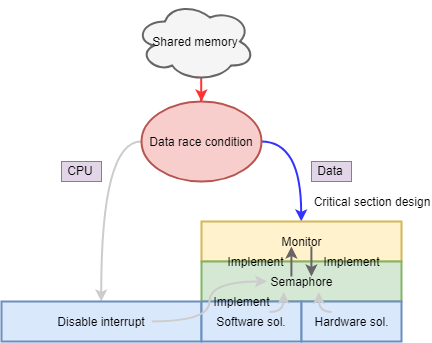 Shared memory
Data race condition
CPU
Data
Critical section design
Monitor
Implement
Implement
Semaphore
Implement
Disable interrupt
Software sol.
Hardware sol.